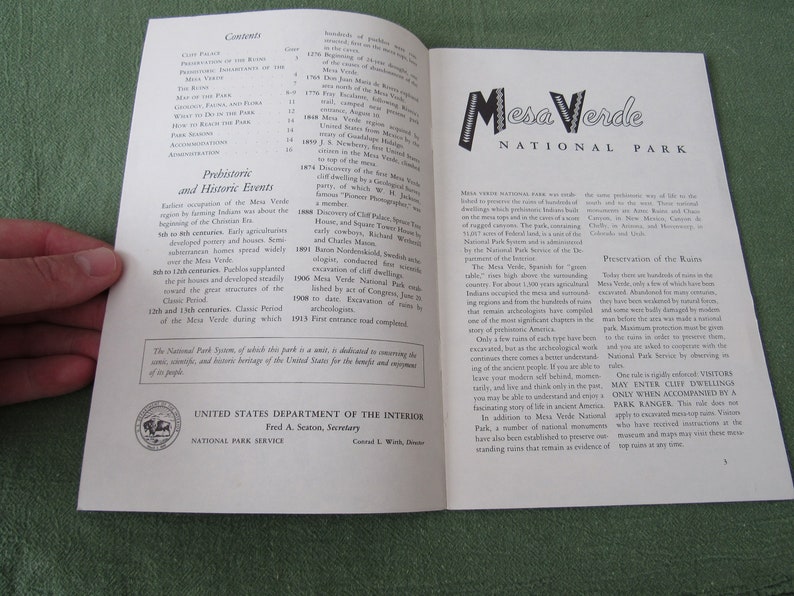 Contents
CLIFF PALACE . . . . Cover
PRESERVATION OF THE RUINS . 3
PREHISTORIC INHABITANTS OF THE
MESA VERDE . . . . 4
THE RUINS . . . . 7
MAP OF THE PARK . . . . 8–9
GEOLOGY, FAUNA, AND FLORA . . 11
WHAT TO DO IN THE PARK . . 12
HOW TO REACH THE PARK . . 14
PARK SEASONS . . . . 14
ACCOMMODATIONS . . . . 14
ADMINISTRATION . . . . 16
Prehistoric
and Historic Events
Earliest occupation of the Mesa Verde
region by farming Indians was about the
beginning of the Christian Era.
5th to 8th centuries. Early agriculturists
developed pottery and houses. Semi-
subterranean homes spread widely
over the Mesa Verde.
8th to 12th centuries. Pueblos supplanted
the pit houses and developed steadily
toward the great structures of the
Classic Period.
12th and 13th centuries. Classic Period
of the Mesa Verde during which
hundreds of pueblos were con-
structed, first on the mesa tops, then
in the caves.
1276 Beginning of 24-year drought, one
of the causes of abandonment of the
Mesa Verde.
1765 Don Juan Maria de Rivera explored
area north of the Mesa Verde.
1776 Fray Escalante, following Rivera's
trail, camped near present park
entrance, August 10.
1848 Mesa Verde region acquired by
United States from Mexico by the
treaty of Guadalupe Hidalgo.
1859 J. S. Newberry, first United States
citizen in the Mesa Verde, climbed
to top of the mesa.
1874 Discovery of the first Mesa Verde
cliff dwelling by a Geological Survey
party, of which W. H. Jackson,
famous "Pioneer Photographer," was
a member.
1888 Discovery of Cliff Palace, Spruce Tree
House, and Square Tower House by
early cowboys, Richard Wetherill
and Charles Mason.
1891 Baron Nordenskiold, Swedish arche-
ologist, conducted first scientific
excavation of cliff dwellings.
1906 Mesa Verde National Park estab-
lished by act of Congress, June 29.
1908 to date. Excavation of ruins by
archeologists.
1913 First entrance road completed.
The National Park System, of which this park is a unit, is dedicated to conserving the
scenic, scientific, and historic heritage of the United States for the benefit and enjoyment
of its people.
UNITED STATES DEPARTMENT OF THE INTERIOR
Fred A. Seaton, Secretary
NATIONAL PARK SERVICE Conrad L. Wirth, Director
Mesa Verde
NATIONAL PARK
MESA VERDE NATIONAL PARK was estab-
lished to preserve the ruins of hundreds of
dwellings which prehistoric Indians built
on the mesa tops and in the caves of a score
of rugged canyons. The park, containing
51,017 acres of Federal land, is a unit of the
National Park System and is administered
by the National Park Service of the De-
partment of the Interior.
The Mesa Verde, Spanish for "green
table," rises high above the surrounding
country. For about 1,300 years agricultural
Indians occupied the mesa and surround-
ing regions and from the hundreds of ruins
that remain archeologists have compiled
one of the most significant chapters in the
story of prehistoric America.
Only a few ruins of each type have been
excavated, but as the archeological work
continues there comes a better understand-
ing of the ancient people. If you are able to
leave your modern self behind, momen-
tarily, and live and think only in the past,
you may be able to understand and enjoy a
fascinating story of life in ancient America.
In addition to Mesa Verde National
Park, a number of national monuments
have also been established to preserve out-
standing ruins that remain as evidence of
the same prehistoric way of life to the
south and to the west. These national
monuments are Aztec Ruins and Chaco
Canyon, in New Mexico, Canyon de
Chelly, in Arizona, and Hovenweep, in
Colorado and Utah.
Preservation of the Ruins
Today there are hundreds of ruins in the
Mesa Verde, only a few of which have been
excavated. Abandoned for many centuries,
they have been weakened by natural forces,
and some were badly damaged by modern
man before the area was made a national
park. Maximum protection must be given
to the ruins in order to preserve them,
and you are asked to cooperate with the
National Park Service by observing its
rules.
One rule is rigidly enforced: VISITORS
MAY ENTER CLIFF DWELLINGS
ONLY WHEN ACCOMPANIED BY A
PARK RANGER. This rule does not
apply to excavated mesa-top ruins. Visitors
who have received instructions at the
museum and maps may visit these mesa-
top ruins at any time.
3